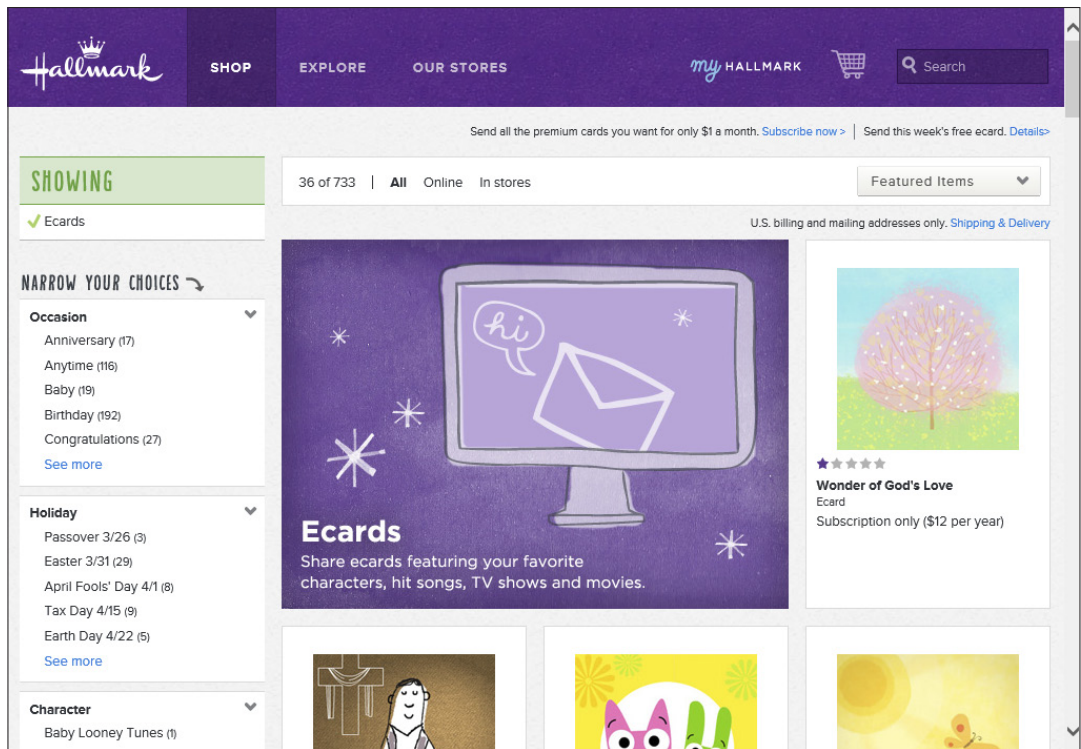 Hallmark
SHOP
EXPLORE
OUR STORES
my HALLMARK
Search
Send all the premium cards you want for only $1 a month. Subscribe now > | Send this week's free ecard. Details>
SHOWING
Ecards
NARROW YOUR CHOICES
Occasion
Anniversary (17)
Anytime (116)
Baby (19)
Birthday (192)
Congratulations (27)
See more
Holiday
Passover 3/26 (3)
Easter 3/31 (29)
April Fools' Day 4/1 (8)
Tax Day 4/15 (9)
Earth Day 4/22 (5)
See more
Character
Baby Looney Tunes (1)
36 of 733 | All Online In stores
Featured Items
U.S. billing and mailing addresses only. Shipping & Delivery
hi
Ecards
Share ecards featuring your favorite
characters, hit songs, TV shows and movies.
Wonder of God's Love
Ecard
Subscription only ($12 per year)